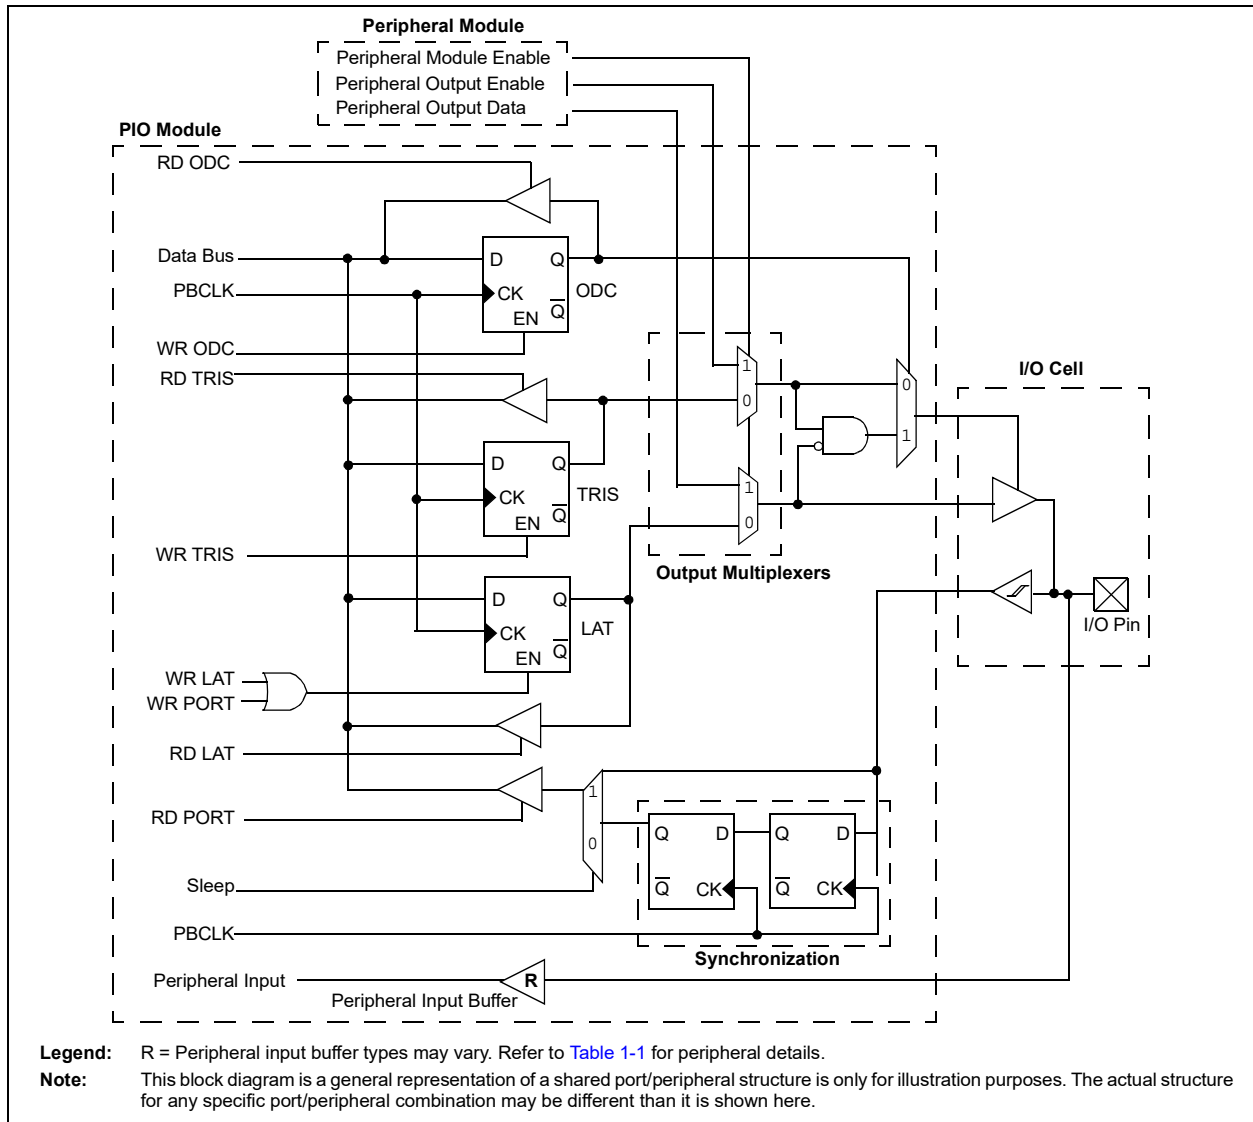 Peripheral Module
Peripheral Module Enable
Peripheral Output Enable
Peripheral Output Data
PIO Module
RD ODC
Data Bus
D Q
ODC
PBCLK
CK
Q
EN
WR ODC
RD TRIS
1
0
0
1
I/O Cell
D Q
TRIS
CK
Q
EN
WR TRIS
1
0
Output Multiplexers
D Q
LAT
CK
Q
EN
I/O Pin
WR LAT
WR PORT
RD LAT
RD PORT
1
0
Q D Q D
Q CK Q CK
Sleep
PBCLK
Synchronization
Peripheral Input
R
Peripheral Input Buffer
Legend: R = Peripheral input buffer types may vary. Refer to Table 1-1 for peripheral details.
Note: This block diagram is a general representation of a shared port/peripheral structure is only for illustration purposes. The actual structure
for any specific port/peripheral combination may be different than it is shown here.